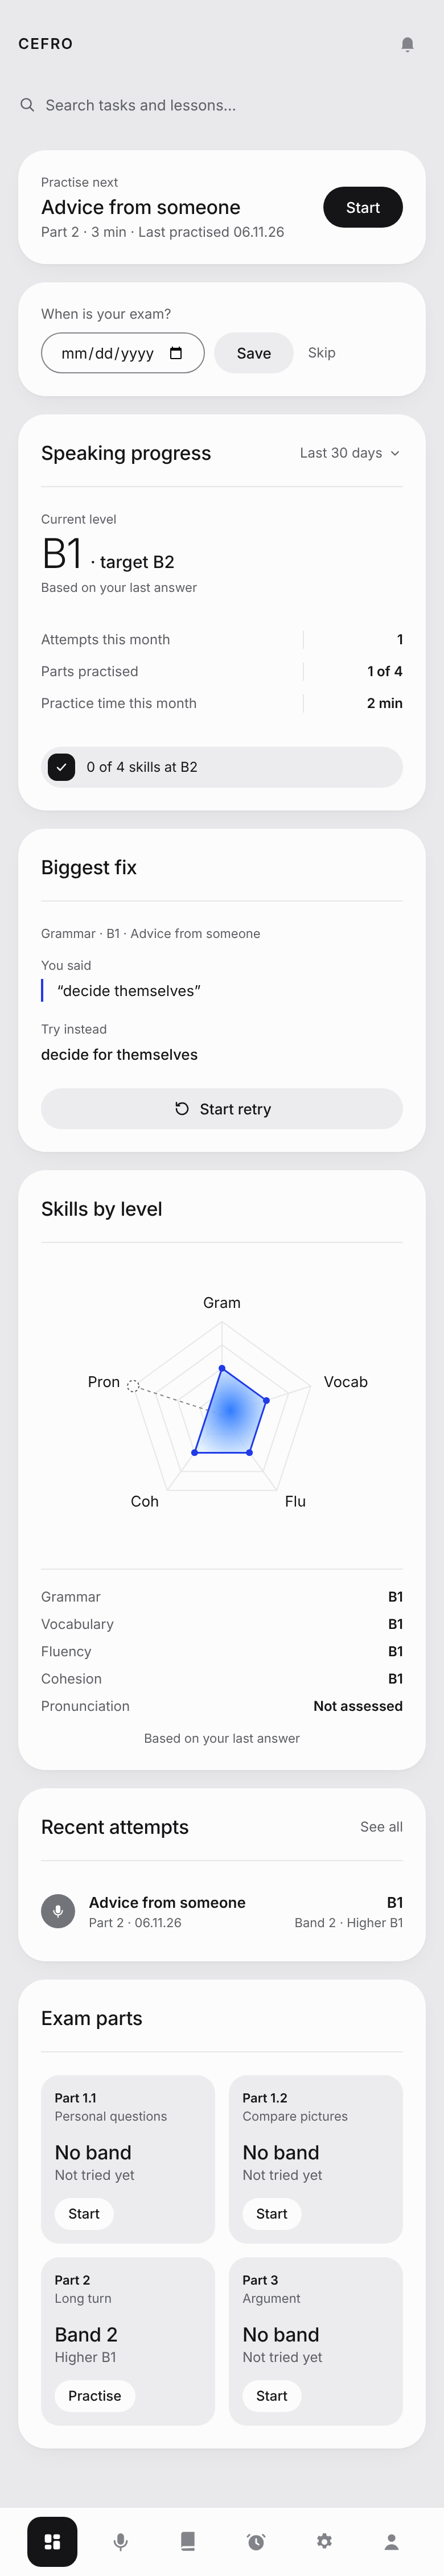 CEFRO
Search tasks and lessons...
Practise next
Advice from someone
Part 2 · 3 min · Last practised 06.11.26
Start
When is your exam?
mm/dd/yyyy
Save
Skip
Speaking progress
Last 30 days
Current level
B1 · target B2
Based on your last answer
Attempts this month 1
Parts practised 1 of 4
Practice time this month 2 min
0 of 4 skills at B2
Biggest fix
Grammar · B1 · Advice from someone
You said
“decide themselves”
Try instead
decide for themselves
Start retry
Skills by level
Gram
Pron
Vocab
Coh
Flu
Grammar B1
Vocabulary B1
Fluency B1
Cohesion B1
Pronunciation Not assessed
Based on your last answer
Recent attempts
See all
Advice from someone B1
Part 2 · 06.11.26 Band 2 · Higher B1
Exam parts
Part 1.1
Personal questions
No band
Not tried yet
Start
Part 1.2
Compare pictures
No band
Not tried yet
Start
Part 2
Long turn
Band 2
Higher B1
Practise
Part 3
Argument
No band
Not tried yet
Start